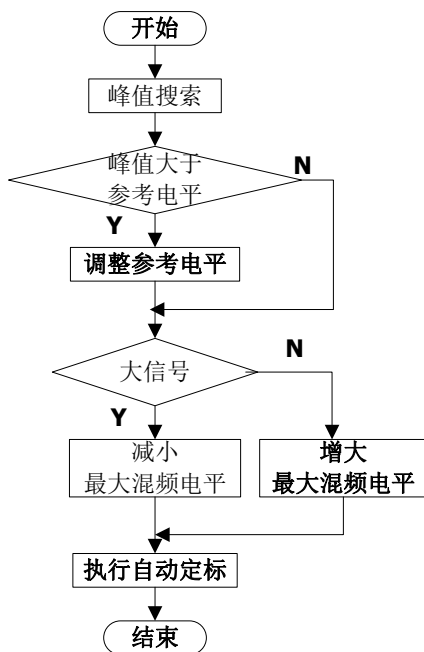 开始
峰值搜索
峰值大于
参考电平
N
Y
调整参考电平
大信号
N
Y
减小
最大混频电平
增大
最大混频电平
执行自动定标
结束